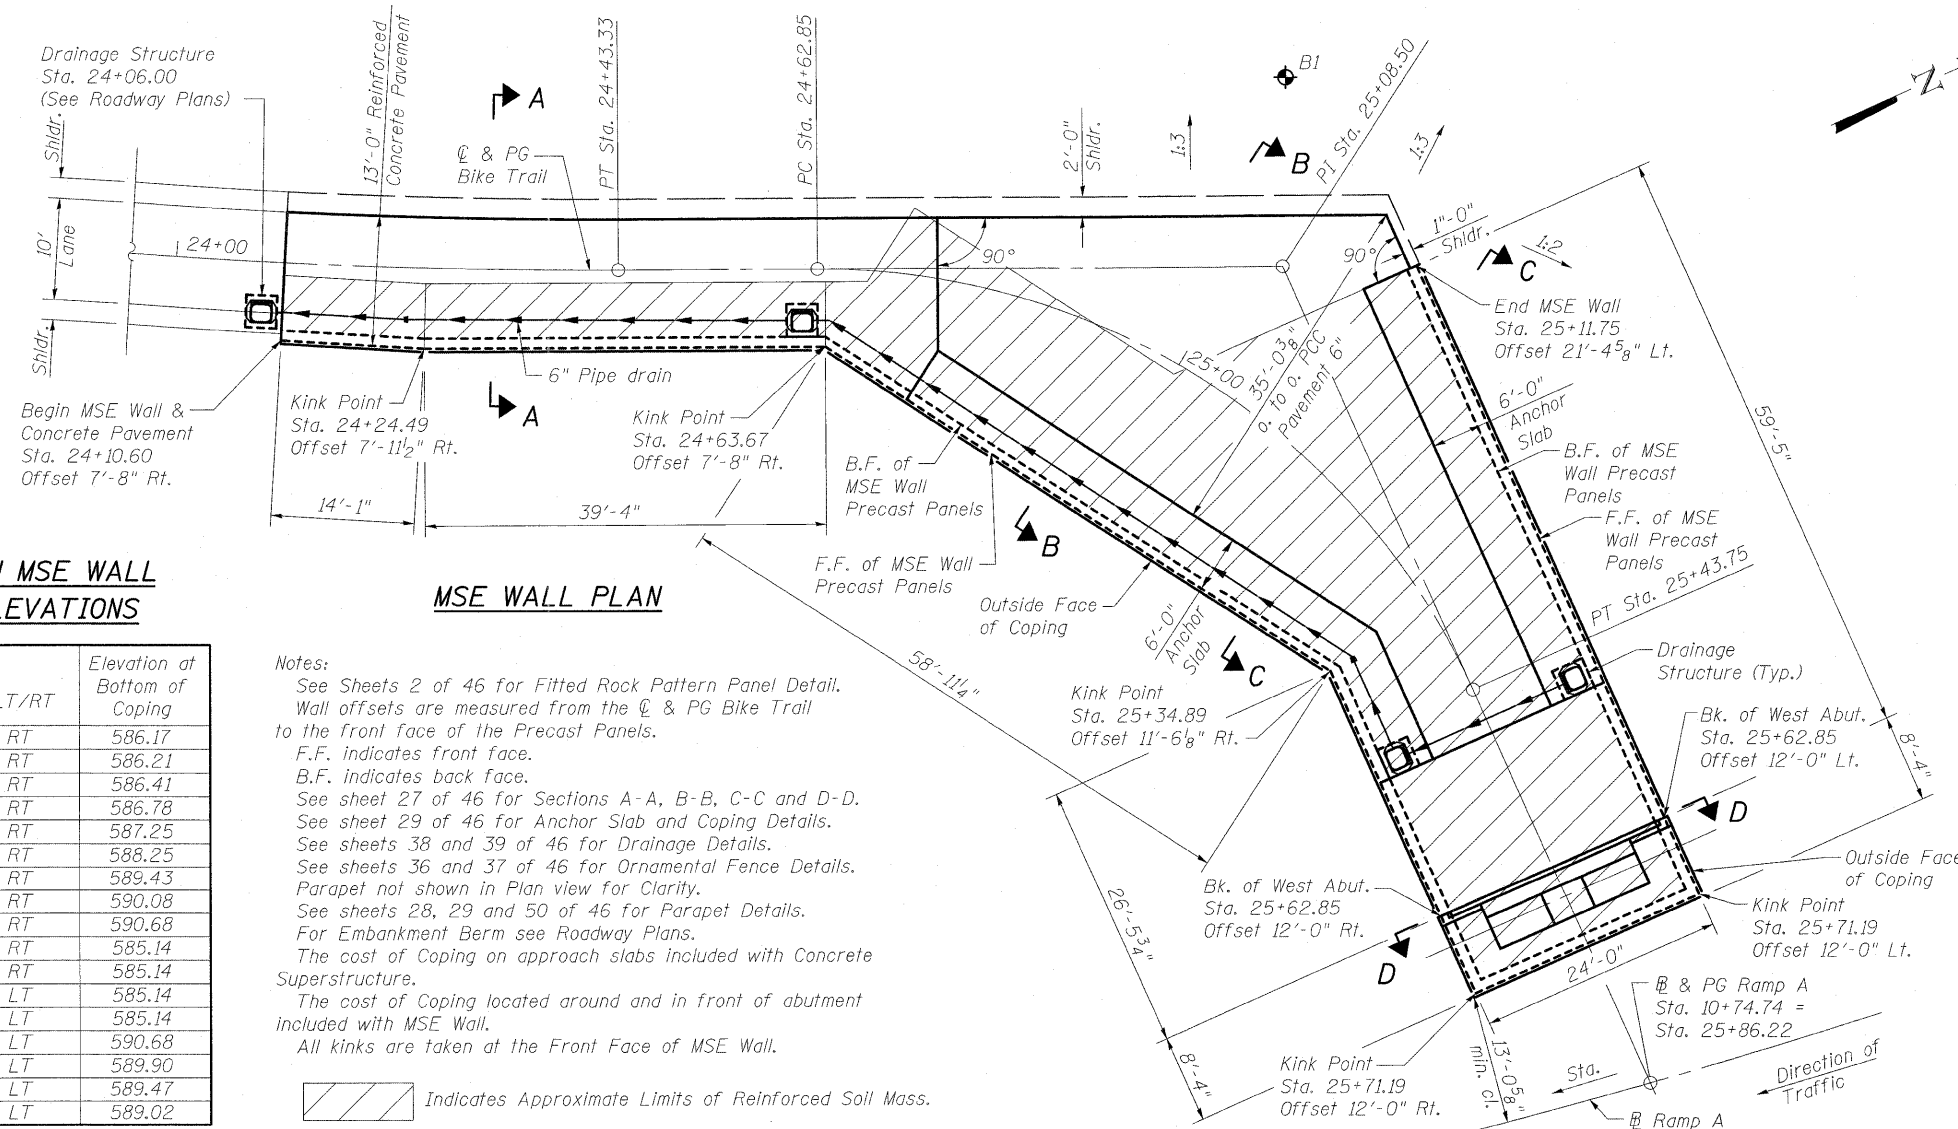 Drainage Structure
Sta. 24+06.00
(See Roadway Plans)
Shldr.
10'
Lane
Shldr.
24+00
13'-0" Reinforced
Concrete Pavement
A
℄ & PG
Bike Trail
PT Sta. 24+43.33
PC Sta. 24+62.85
2'-0"
Shldr.
1:3
B1
B
PI Sta. 25+08.50
1:3
N
90°
90°
1"-0"
Shldr.
1:2
C
End MSE Wall
Sta. 25+11.75
Offset 21'-4 5/8" Lt.
59'-5"
6'-0"
Anchor
Slab
B.F. of MSE
Wall Precast
Panels
F.F. of MSE
Wall Precast
Panels
PT Sta. 25+43.75
25+00
35'-0 3/8"
o. to o. PCC
Pavement 6"
Begin MSE Wall &
Concrete Pavement
Sta. 24+10.60
Offset 7'-8" Rt.
Kink Point
Sta. 24+24.49
Offset 7'-11 1/2" Rt.
6" Pipe drain
A
Kink Point
Sta. 24+63.67
Offset 7'-8" Rt.
14'-1"
39'-4"
B.F. of
MSE Wall
Precast Panels
B
F.F. of MSE Wall
Precast Panels
Outside Face
of Coping
6'-0"
Anchor
Slab
C
58'-11 1/4"
Kink Point
Sta. 25+34.89
Offset 11'-6 1/8" Rt.
Drainage
Structure (Typ.)
Bk. of West Abut.
Sta. 25+62.85
Offset 12'-0" Lt.
8'-4"
D
Outside Face
of Coping
Kink Point
Sta. 25+71.19
Offset 12'-0" Lt.
Bk. of West Abut.
Sta. 25+62.85
Offset 12'-0" Rt.
D
26'-5 3/4"
24'-0"
8'-4"
Kink Point
Sta. 25+71.19
Offset 12'-0" Rt.
13'-0 5/8"
min. cl.
Sta.
& PG Ramp A
Sta. 10+74.74 =
Sta. 25+86.22
Direction of
Traffic
Ramp A
MSE WALL PLAN
MSE WALL
Notes:
See Sheets 2 of 46 for Fitted Rock Pattern Panel Detail.
Wall offsets are measured from the ℄ & PG Bike Trail
to the front face of the Precast Panels.
F.F. indicates front face.
B.F. indicates back face.
See sheet 27 of 46 for Sections A-A, B-B, C-C and D-D.
See sheet 29 of 46 for Anchor Slab and Coping Details.
See sheets 38 and 39 of 46 for Drainage Details.
See sheets 36 and 37 of 46 for Ornamental Fence Details.
Parapet not shown in Plan view for Clarity.
See sheets 28, 29 and 50 of 46 for Parapet Details.
For Embankment Berm see Roadway Plans.
The cost of Coping on approach slabs included with Concrete
Superstructure.
The cost of Coping located around and in front of abutment
included with MSE Wall.
All kinks are taken at the Front Face of MSE Wall.
Indicates Approximate Limits of Reinforced Soil Mass.
LEVATIONS
Elevation at
Bottom of
Coping
T/RT
RT 586.17
RT 586.21
RT 586.41
RT 586.78
RT 587.25
RT 588.25
RT 589.43
RT 590.08
RT 590.68
RT 585.14
RT 585.14
LT 585.14
LT 585.14
LT 590.68
LT 589.90
LT 589.47
LT 589.02